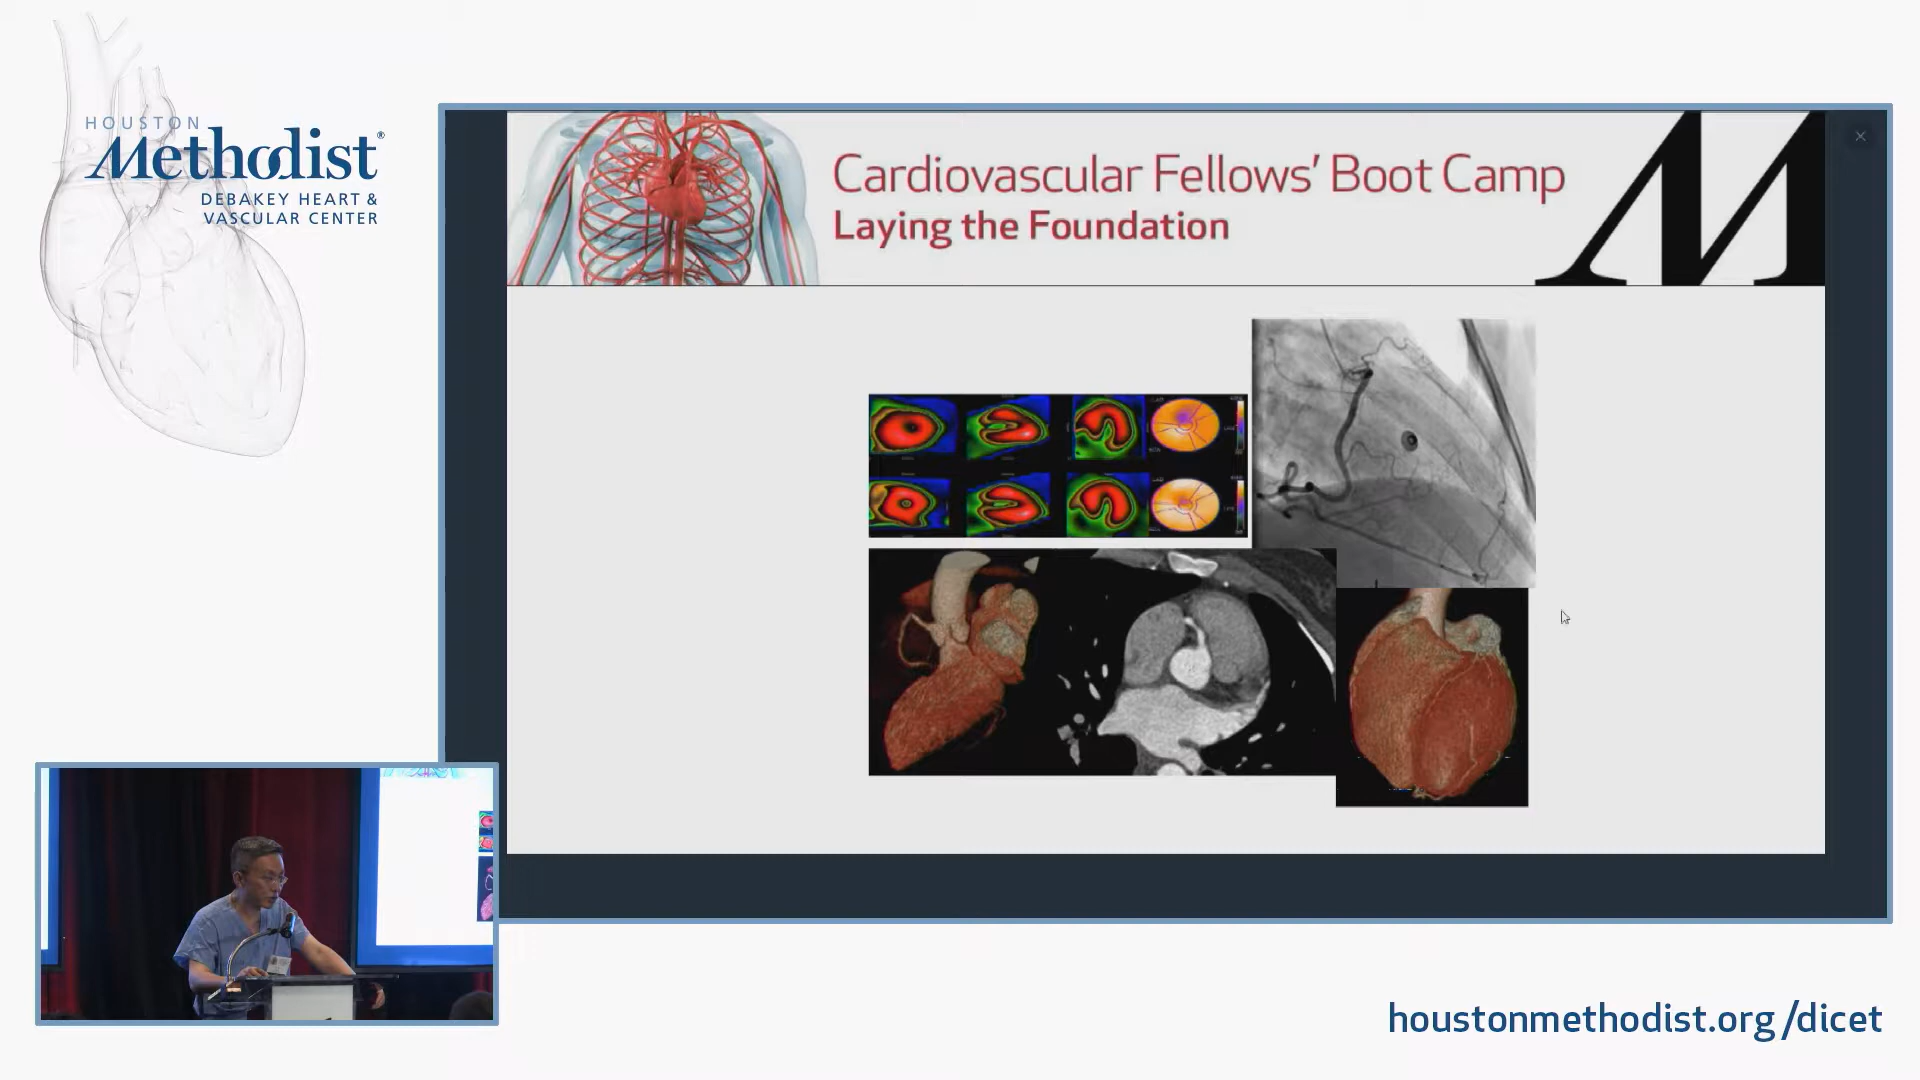 HOUSTON
Methodist®
DEBAKEY HEART &
VASCULAR CENTER
Cardiovascular Fellows' Boot Camp
Laying the Foundation
M
houstonmethodist.org/dicet